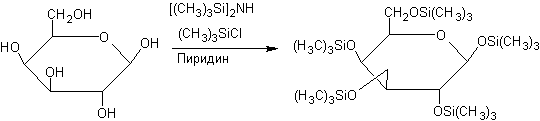 [(CH₃)₃Si]₂NH
(CH₃)₃SiCl
Пиридин
CH₂OH
O
HO
OH
OH
OH
CH₂OSi(CH₃)₃
O
(H₃C)₃SiO
OSi(CH₃)₃
(H₃C)₃SiO
OSi(CH₃)₃